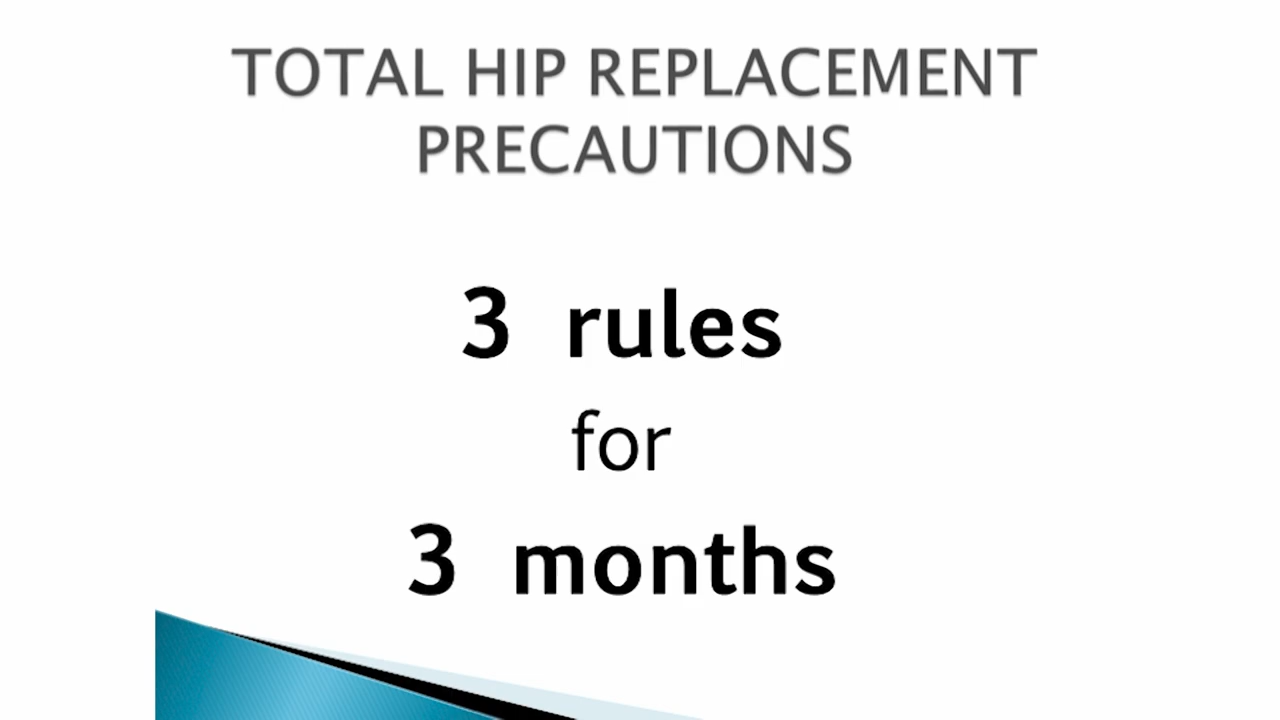 TOTAL HIP REPLACEMENT
PRECAUTIONS
3 rules
for
3 months